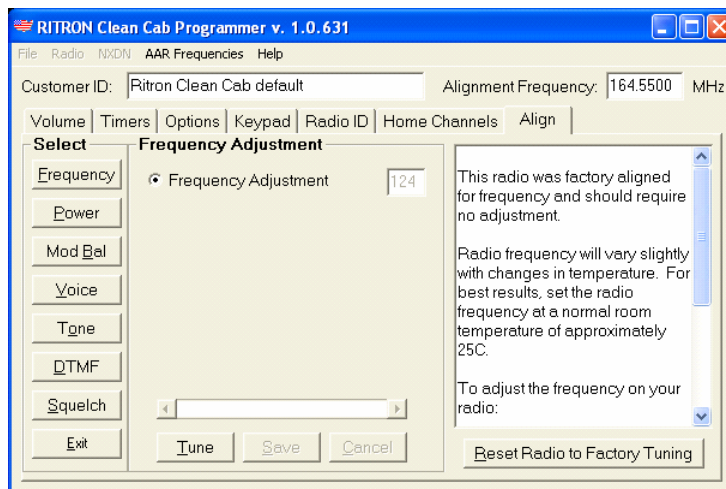 RITRON Clean Cab Programmer v. 1.0.631
File Radio NXDN AAR Frequencies Help
Customer ID: Ritron Clean Cab default Alignment Frequency: 164.5500 MHz
Volume Timers Options Keypad Radio ID Home Channels Align
Select
Frequency
Power
Mod Bal
Voice
Tone
DTMF
Squelch
Exit
Frequency Adjustment
Frequency Adjustment 124
Tune Save Cancel
This radio was factory aligned
for frequency and should require
no adjustment.
Radio frequency will vary slightly
with changes in temperature. For
best results, set the radio
frequency at a normal room
temperature of approximately
25C.
To adjust the frequency on your
radio:
Reset Radio to Factory Tuning